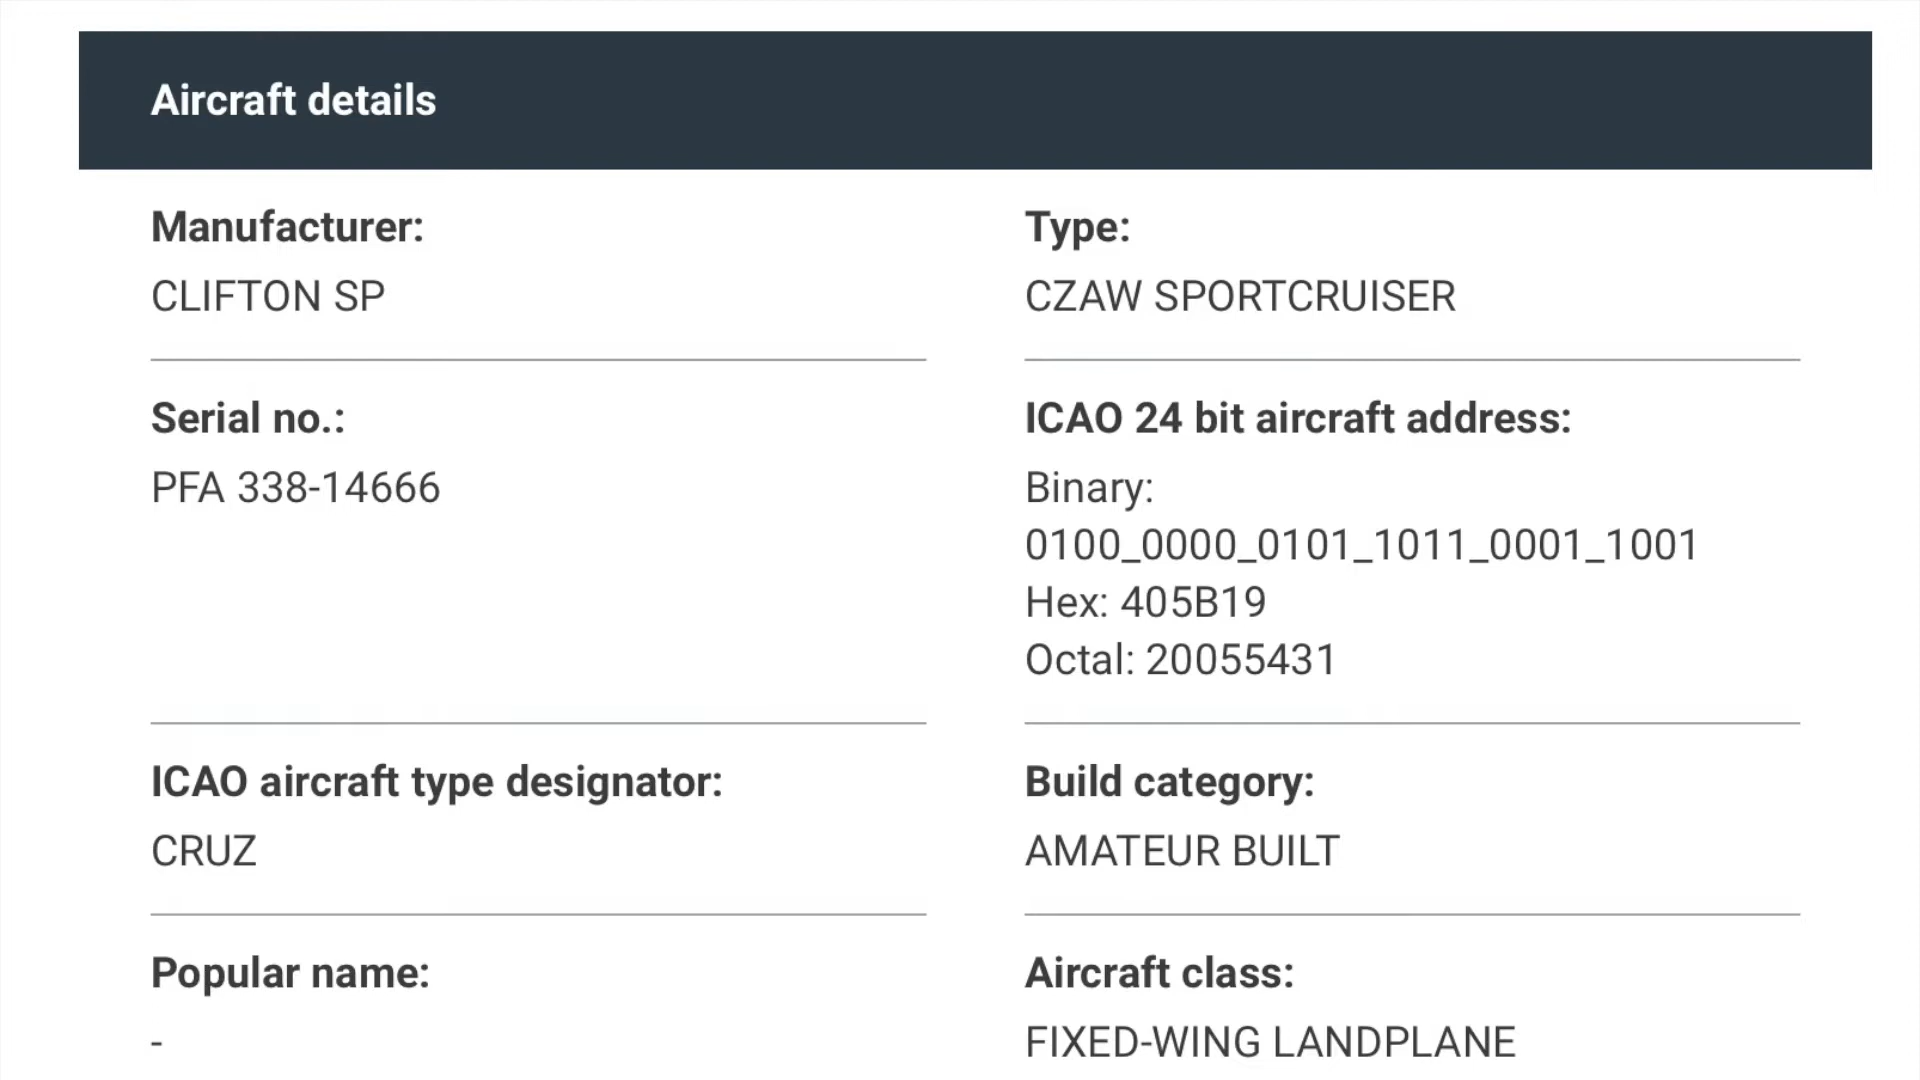 Aircraft details
Manufacturer:
CLIFTON SP
Type:
CZAW SPORTCRUISER
Serial no.:
PFA 338-14666
ICAO 24 bit aircraft address:
Binary:
0100_0000_0101_1011_0001_1001
Hex: 405B19
Octal: 20055431
ICAO aircraft type designator:
CRUZ
Build category:
AMATEUR BUILT
Popular name:
-
Aircraft class:
FIXED-WING LANDPLANE